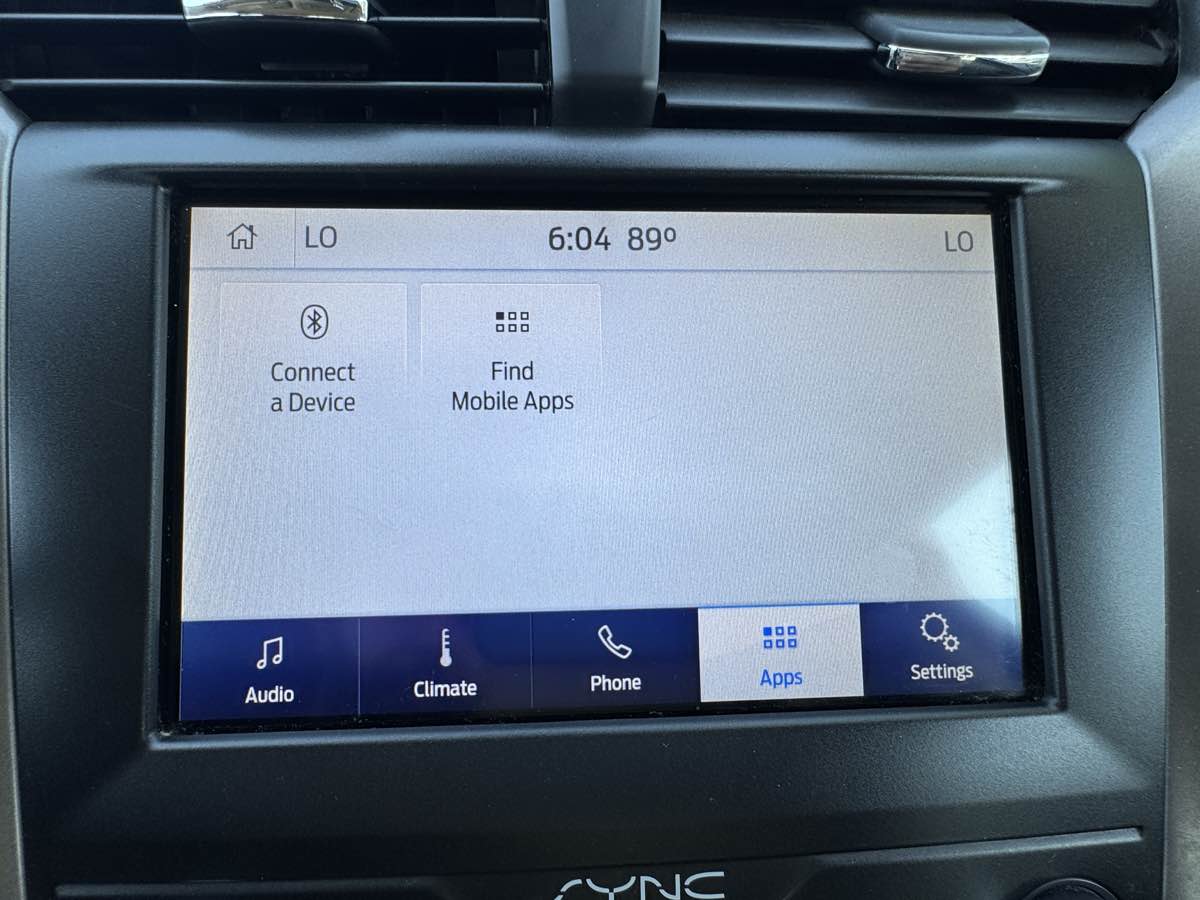 LO 6:04 89° LO
Connect
a Device
Find
Mobile Apps
Audio Climate Phone Apps Settings
SYNC